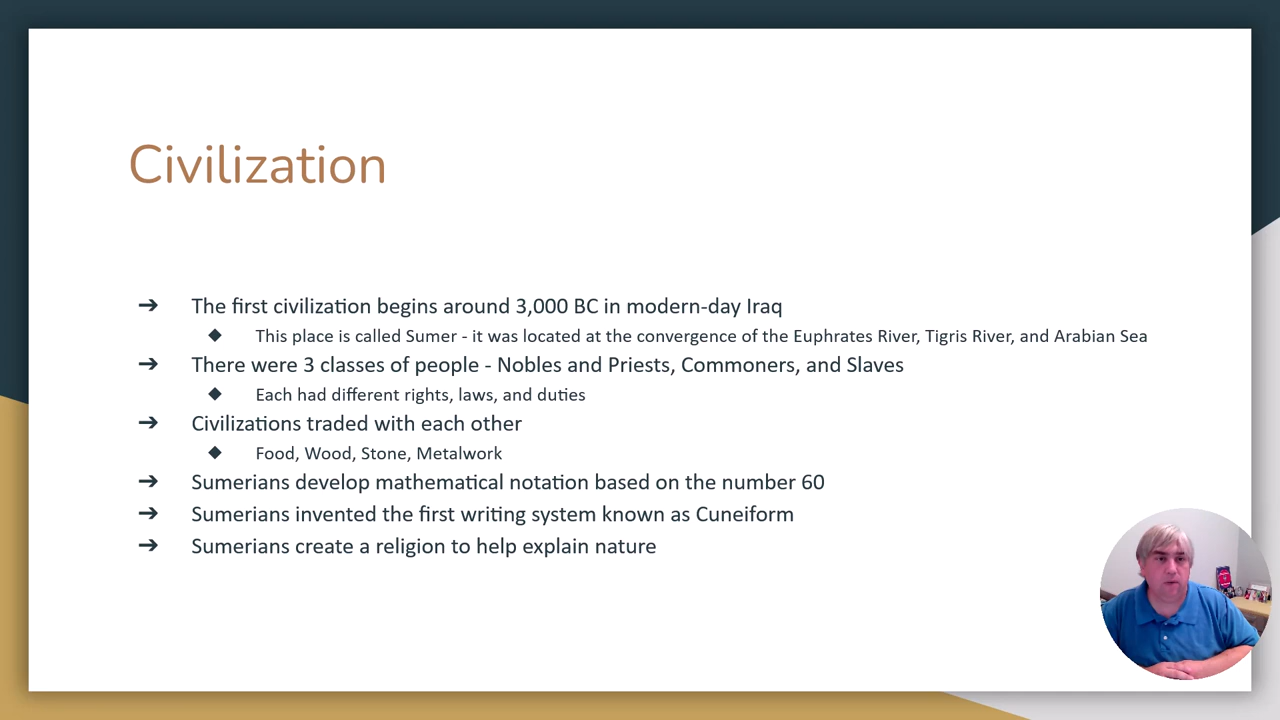 Civilization
The first civilization begins around 3,000 BC in modern-day Iraq
This place is called Sumer - it was located at the convergence of the Euphrates River, Tigris River, and Arabian Sea
There were 3 classes of people - Nobles and Priests, Commoners, and Slaves
Each had different rights, laws, and duties
Civilizations traded with each other
Food, Wood, Stone, Metalwork
Sumerians develop mathematical notation based on the number 60
Sumerians invented the first writing system known as Cuneiform
Sumerians create a religion to help explain nature